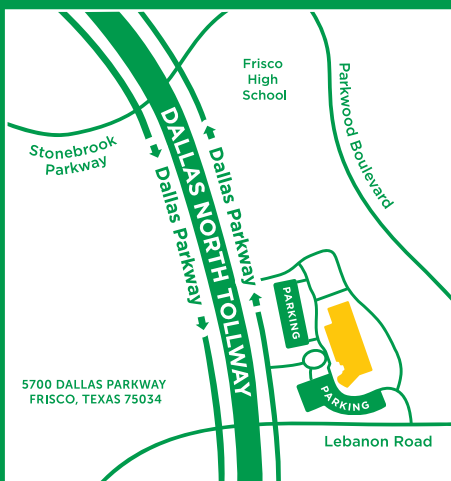 Frisco
High
School
Parkwood Boulevard
Stonebrook
Parkway
DALLAS NORTH TOLLWAY
Dallas Parkway
Dallas Parkway
PARKING
PARKING
5700 DALLAS PARKWAY
FRISCO, TEXAS 75034
Lebanon Road